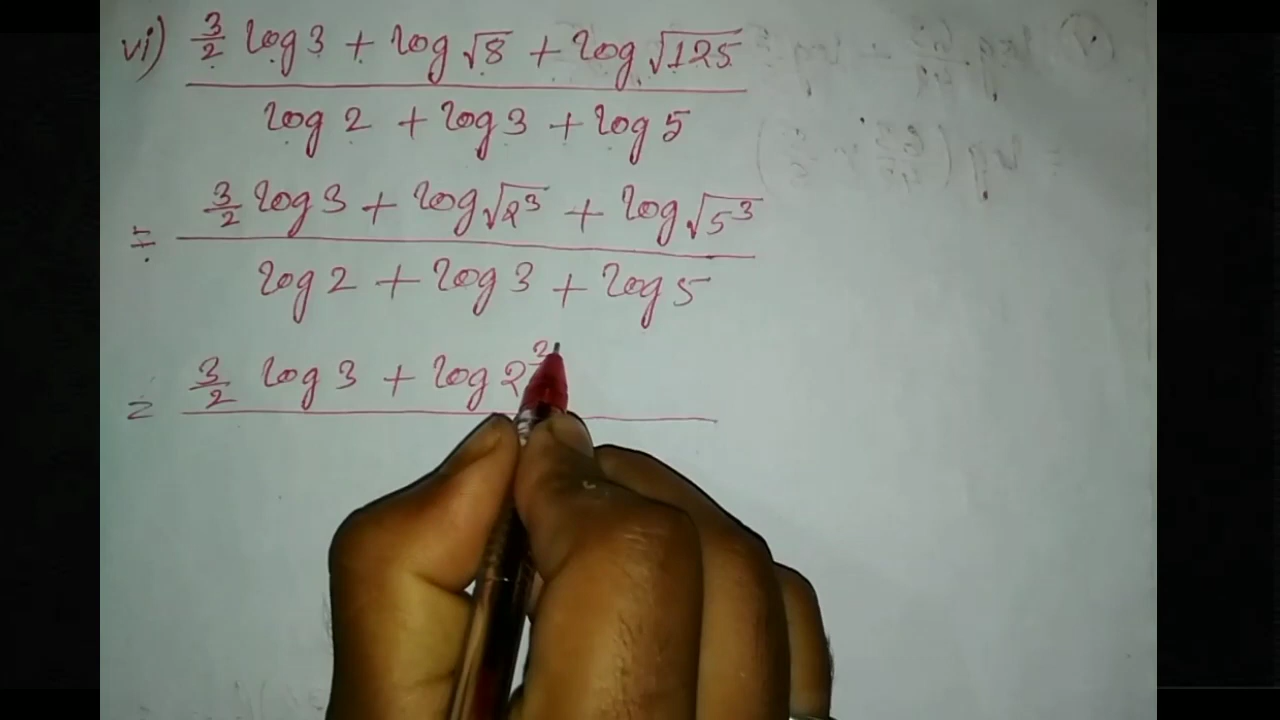 vi) 3/2 log 3 + log √8 + log √125
log 2 + log 3 + log 5
= 3/2 log 3 + log √2³ + log √5³
log 2 + log 3 + log 5
= 3/2 log 3 + log 2